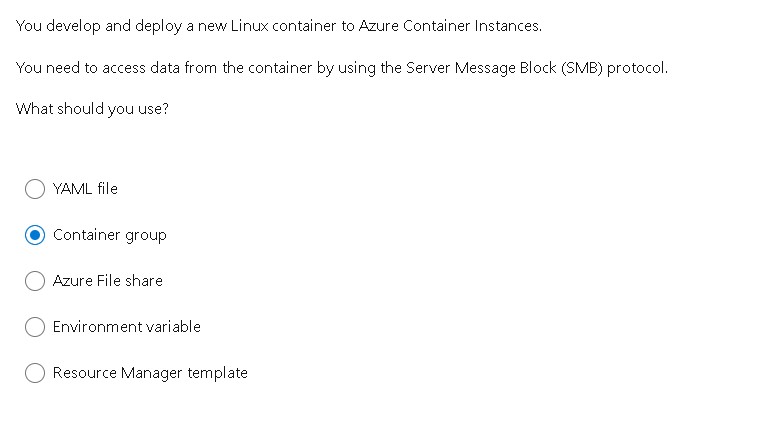 You develop and deploy a new Linux container to Azure Container Instances.
You need to access data from the container by using the Server Message Block (SMB) protocol.
What should you use?
YAML file
Container group
Azure File share
Environment variable
Resource Manager template